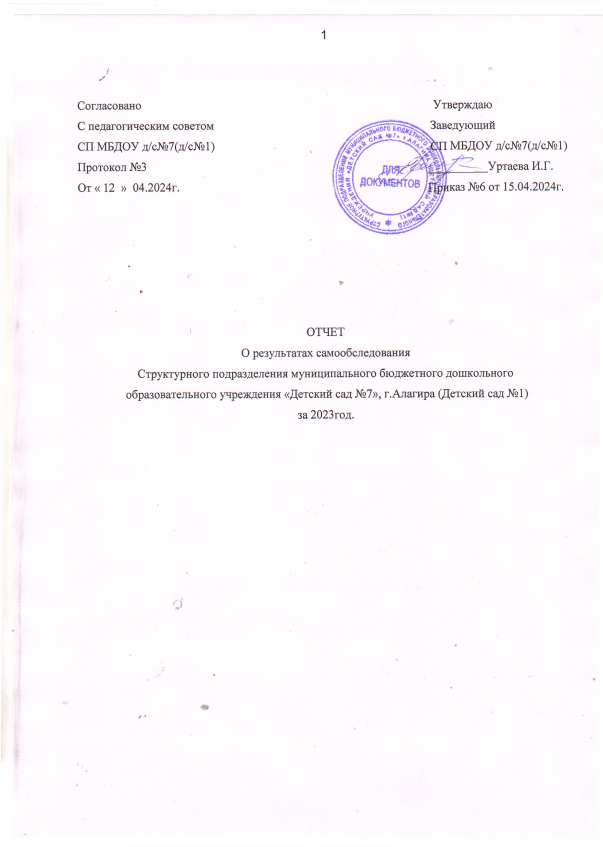 1
Согласовано
С педагогическим советом
СП МБДОУ д/с№7(д/с№1)
Протокол №3
От « 12 » 04.2024г.
Утверждаю
Заведующий
СП МБДОУ д/с№7(д/с№1)
__________Уртаева И.Г.
Приказ №6 от 15.04.2024г.
ДЛЯ
ДОКУМЕНТОВ
ОТЧЕТ
О результатах самообследования
Структурного подразделения муниципального бюджетного дошкольного
образовательного учреждения «Детский сад №7», г.Алагира (Детский сад №1)
за 2023год.